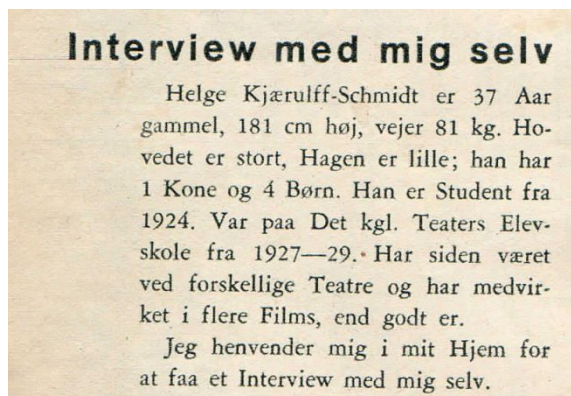 Interview med mig selv
Helge Kjærulff-Schmidt er 37 Aar
gammel, 181 cm høj, vejer 81 kg. Ho-
vedet er stort, Hagen er lille; han har
1 Kone og 4 Børn. Han er Student fra
1924. Var paa Det kgl. Teaters Elev-
skole fra 1927—29. Har siden været
ved forskellige Teatre og har medvir-
ket i flere Films, end godt er.
Jeg henvender mig i mit Hjem for
at faa et Interview med mig selv.